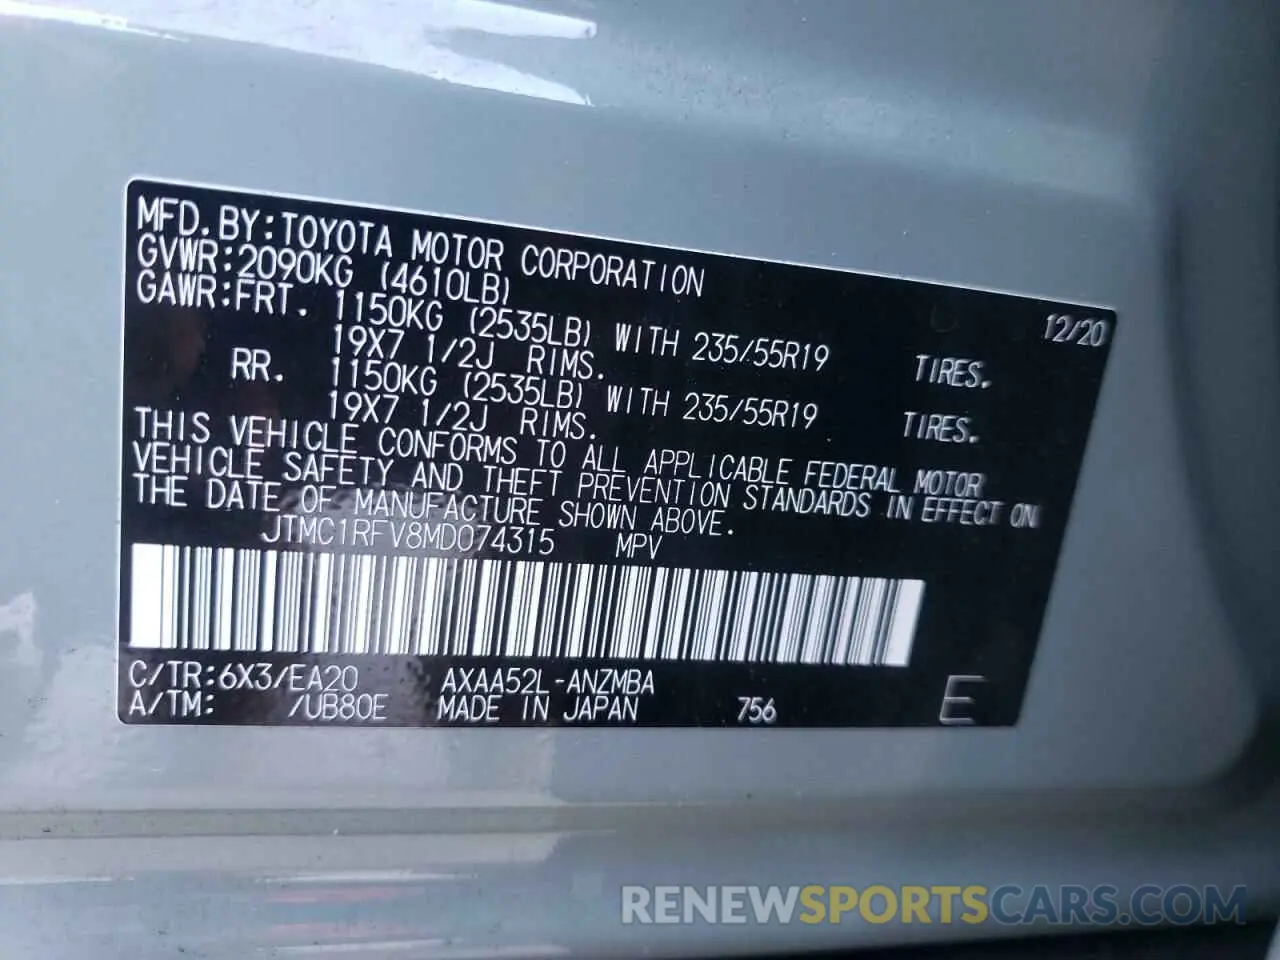 MFD.BY:TOYOTA MOTOR CORPORATION 12/20
GVWR:2090KG (4610LB)
GAWR:FRT. 1150KG (2535LB) WITH 235/55R19 TIRES.
19X7 1/2J RIMS.
RR. 1150KG (2535LB) WITH 235/55R19 TIRES.
19X7 1/2J RIMS.
THIS VEHICLE CONFORMS TO ALL APPLICABLE FEDERAL MOTOR
VEHICLE SAFETY AND THEFT PREVENTION STANDARDS IN EFFECT ON
THE DATE OF MANUFACTURE SHOWN ABOVE.
JTMC1RFV8MD074315 MPV
C/TR:6X3/EA20 AXAA52L-ANZMBA
A/TM: /UB80E MADE IN JAPAN 756 E
RENEWSPORTSCARS.COM